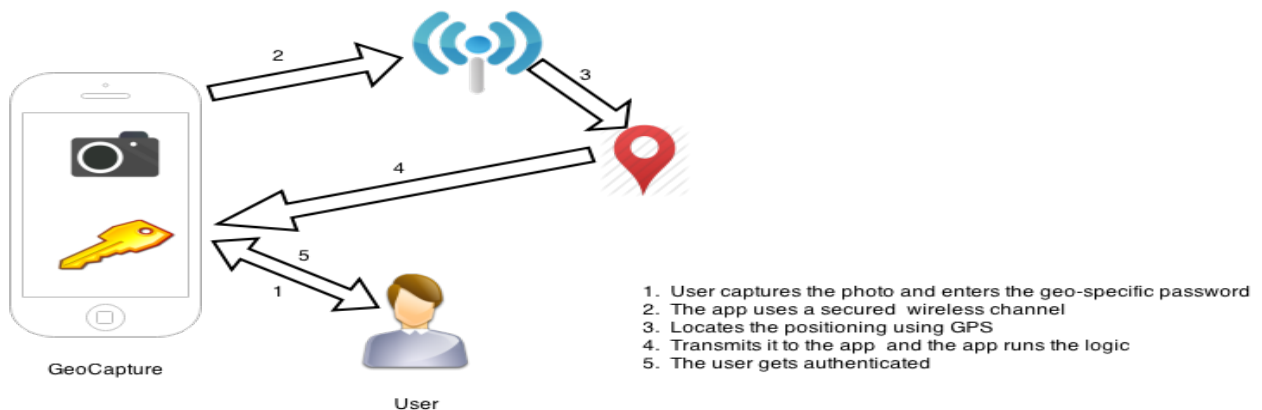 2
3
4
5
1
GeoCapture
User
1. User captures the photo and enters the geo-specific password
2. The app uses a secured wireless channel
3. Locates the positioning using GPS
4. Transmits it to the app and the app runs the logic
5. The user gets authenticated